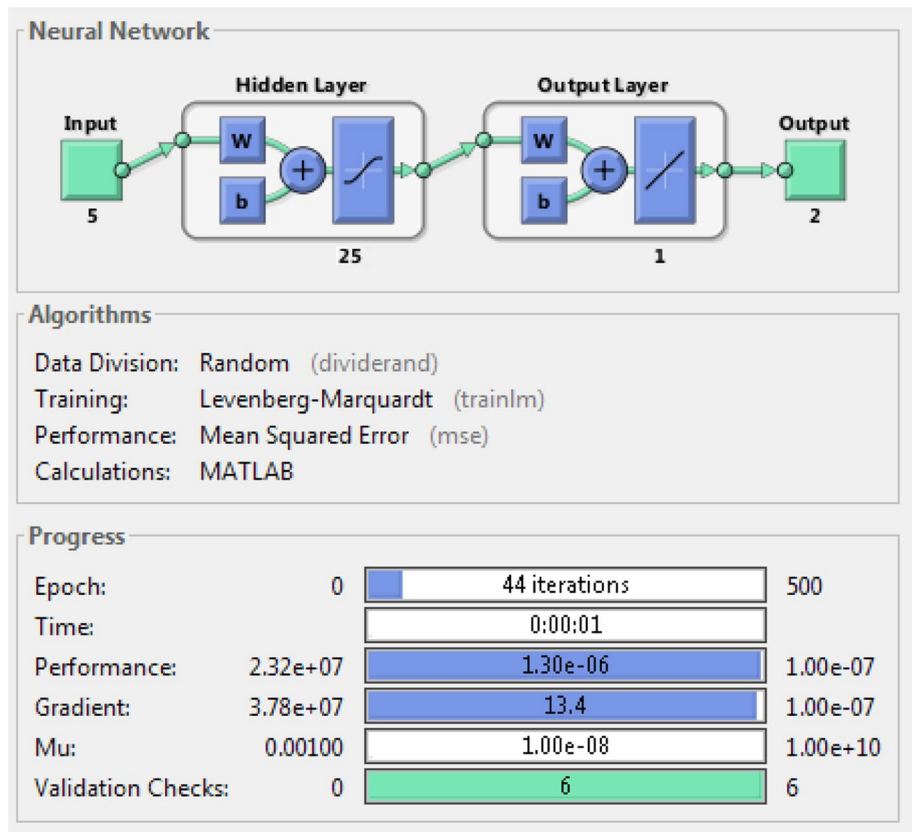 Neural Network
Hidden Layer
Output Layer
Input
Output
W
b
+
W
b
+
5
25
1
2
Algorithms
Data Division: Random (dividerand)
Training: Levenberg-Marquardt (trainlm)
Performance: Mean Squared Error (mse)
Calculations: MATLAB
Progress
Epoch: 0 44 iterations 500
Time: 0:00:01
Performance: 2.32e+07 1.30e-06 1.00e-07
Gradient: 3.78e+07 13.4 1.00e-07
Mu: 0.00100 1.00e-08 1.00e+10
Validation Checks: 0 6 6